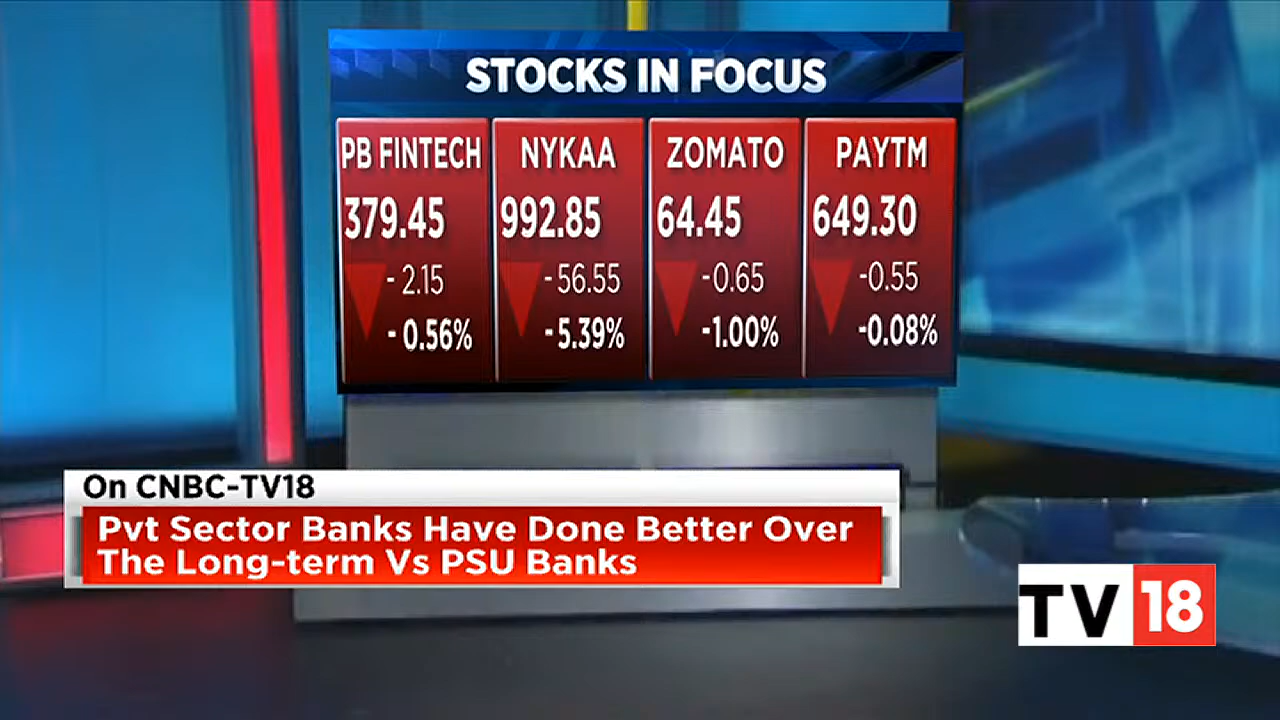 STOCKS IN FOCUS
PB FINTECH
379.45
- 2.15
- 0.56%
NYKAA
992.85
-56.55
-5.39%
ZOMATO
64.45
-0.65
-1.00%
PAYTM
649.30
-0.55
-0.08%
On CNBC-TV18
Pvt Sector Banks Have Done Better Over
The Long-term Vs PSU Banks
TV18